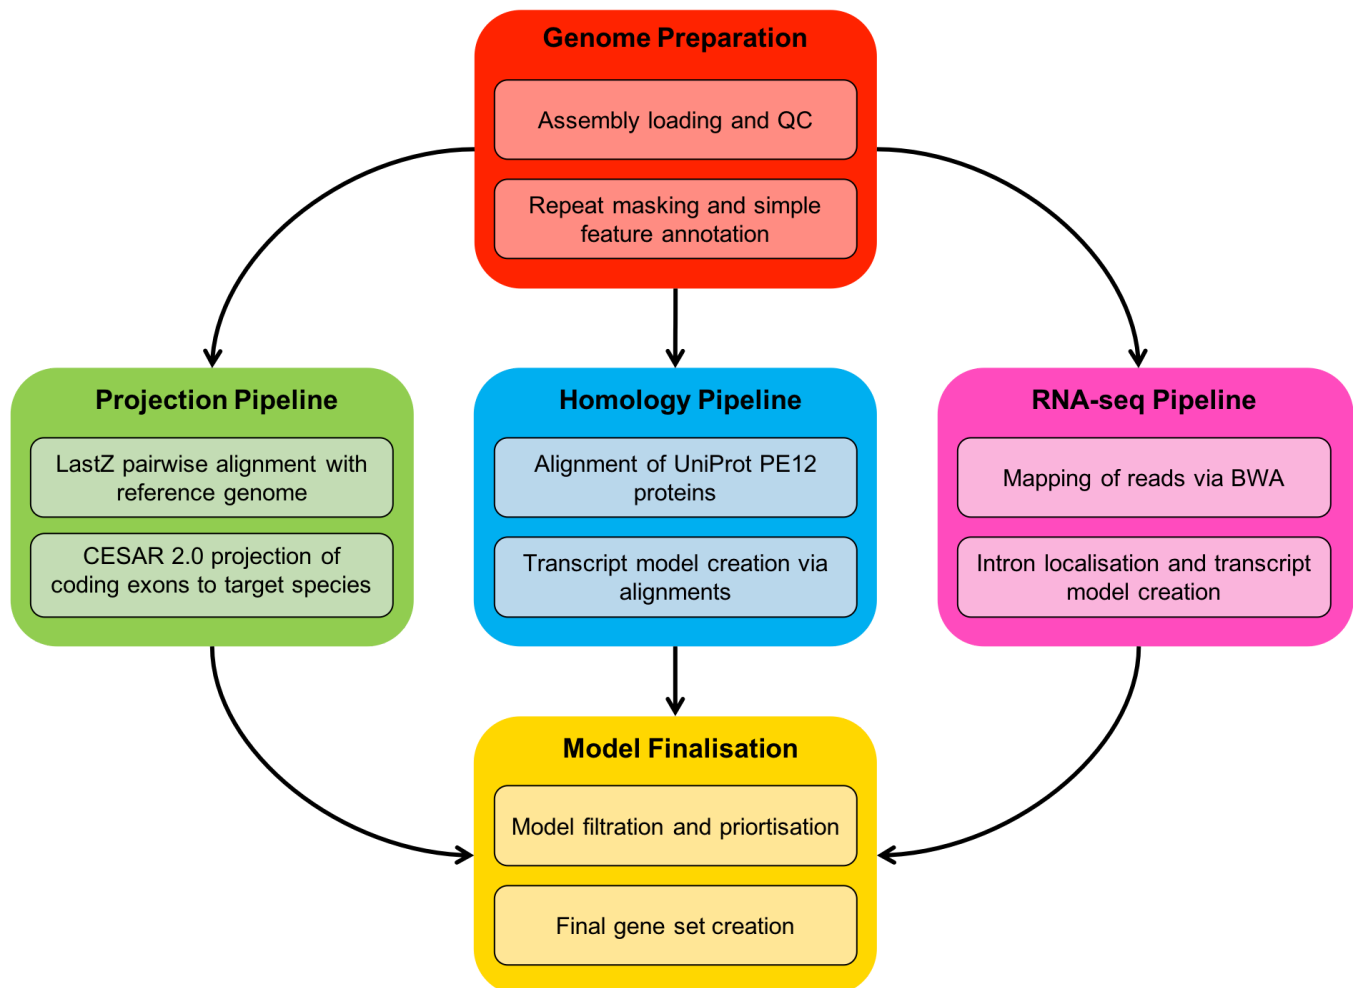 Genome Preparation
Assembly loading and QC
Repeat masking and simple
feature annotation
Projection Pipeline
LastZ pairwise alignment with
reference genome
CESAR 2.0 projection of
coding exons to target species
Homology Pipeline
Alignment of UniProt PE12
proteins
Transcript model creation via
alignments
RNA-seq Pipeline
Mapping of reads via BWA
Intron localisation and transcript
model creation
Model Finalisation
Model filtration and priortisation
Final gene set creation